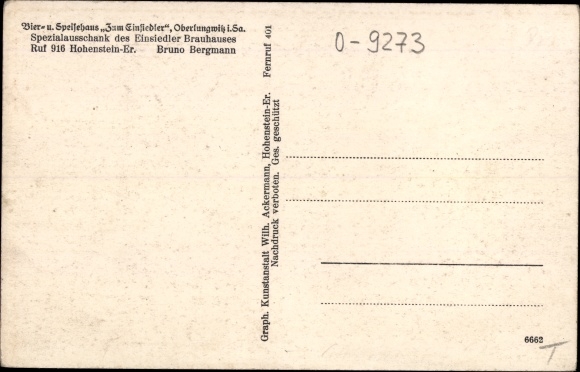 Bier- u. Speisehaus „Zum Einsiedler“, Oberlungwitz i. Sa.
Spezialausschank des Einsiedler Brauhauses
Ruf 916 Hohenstein-Er. Bruno Bergmann
Graph. Kunstanstalt Wilh. Ackermann, Hohenstein-Er. Fernruf 401
Nachdruck verboten. Ges. geschützt
0-9273
6662
T